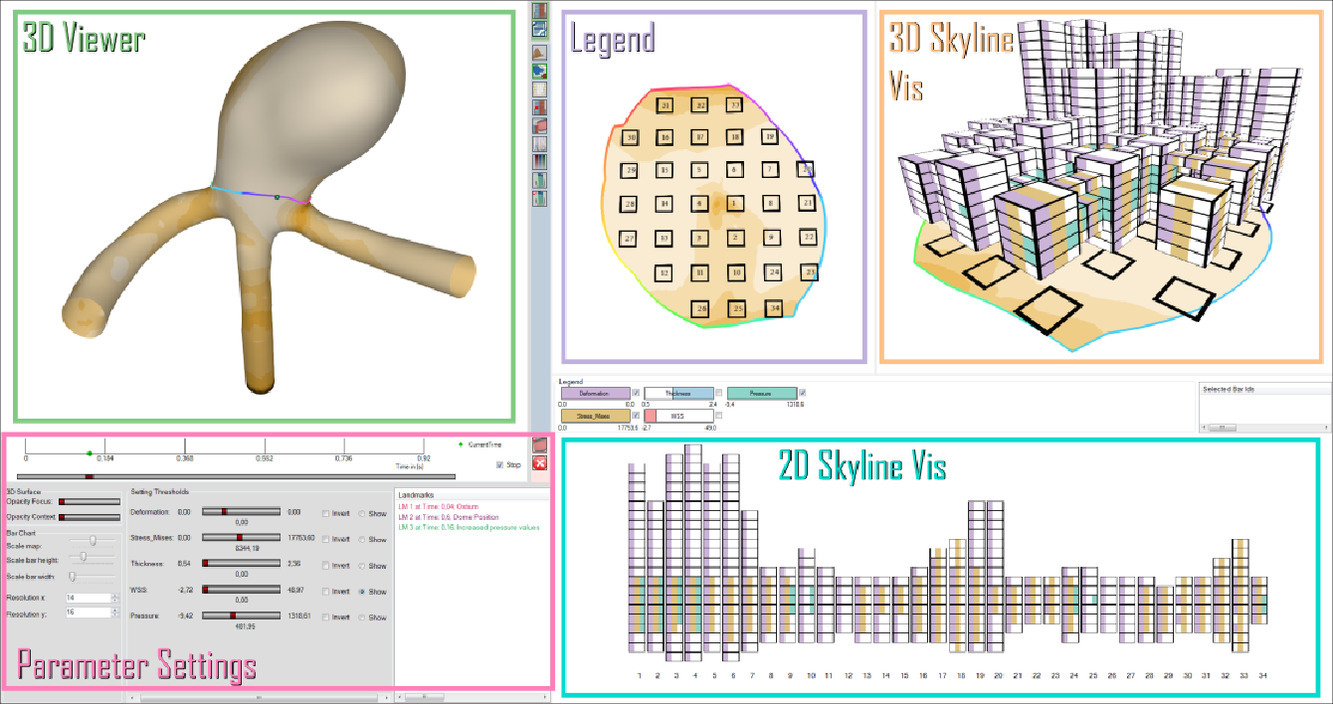 3D Viewer
Legend
3D Skyline
Vis
31 32 33
30 16 17 18 19
29 15 5 6 7 20
28 14 4 1 8 21
27 13 3 2 9 22
12 11 10 24 23
26 25 34
Legend
Deformation Thickness Pressure
0.0 0.0 0.5 2.4 -9.4 1318.6
Stress_Mises WSS
0.0 17753.6 -2.7 49.0
Selected Bar Ids
0 0.184 0.368 0.552 0.736 0.92
CurrentTime
Time in [s]
Stop
3D Surface
Opacity Focus:
Opacity Context:
Bar Chart
Scale map:
Scale bar height:
Scale bar width:
Resolution x: 14
Resolution y: 16
Setting Thresholds
Deformation: 0,00 0,00 Invert Show
0,00
Stress_Mises: 0,00 17753,60 Invert Show
8344,19
Thickness: 0,54 2,36 Invert Show
0,00
WSS: -2,72 48,97 Invert Show
0,00
Pressure: -9,42 1318,61 Invert Show
481,95
Landmarks
LM 1 at Time: 0,04, Ostium
LM 2 at Time: 0,6, Dome Position
LM 3 at Time: 0,16, Increased pressure values
Parameter Settings
2D Skyline Vis
1 2 3 4 5 6 7 8 9 10 11 12 13 14 15 16 17 18 19 20 21 22 23 24 25 26 27 28 29 30 31 32 33 34